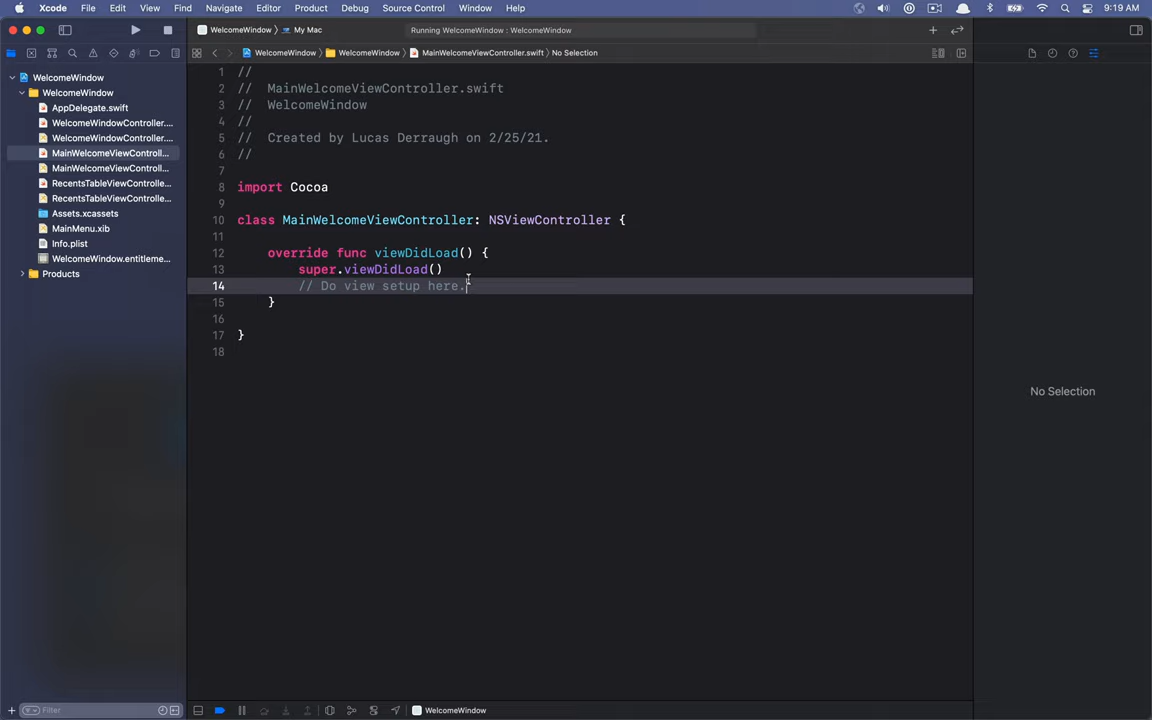 Xcode File Edit View Find Navigate Editor Product Debug Source Control Window Help 9:19 AM
WelcomeWindow My Mac Running WelcomeWindow : WelcomeWindow
WelcomeWindow WelcomeWindow MainWelcomeViewController.swift No Selection
WelcomeWindow
WelcomeWindow
AppDelegate.swift
WelcomeWindowController....
WelcomeWindowController....
MainWelcomeViewControll...
MainWelcomeViewControll...
RecentsTableViewControlle...
RecentsTableViewControlle...
Assets.xcassets
MainMenu.xib
Info.plist
WelcomeWindow.entitleme...
Products
Filter
1 //
2 // MainWelcomeViewController.swift
3 // WelcomeWindow
4 //
5 // Created by Lucas Derraugh on 2/25/21.
6 //
7
8 import Cocoa
9
10 class MainWelcomeViewController: NSViewController {
11
12 override func viewDidLoad() {
13 super.viewDidLoad()
14 // Do view setup here.
15 }
16
17 }
18
No Selection
WelcomeWindow